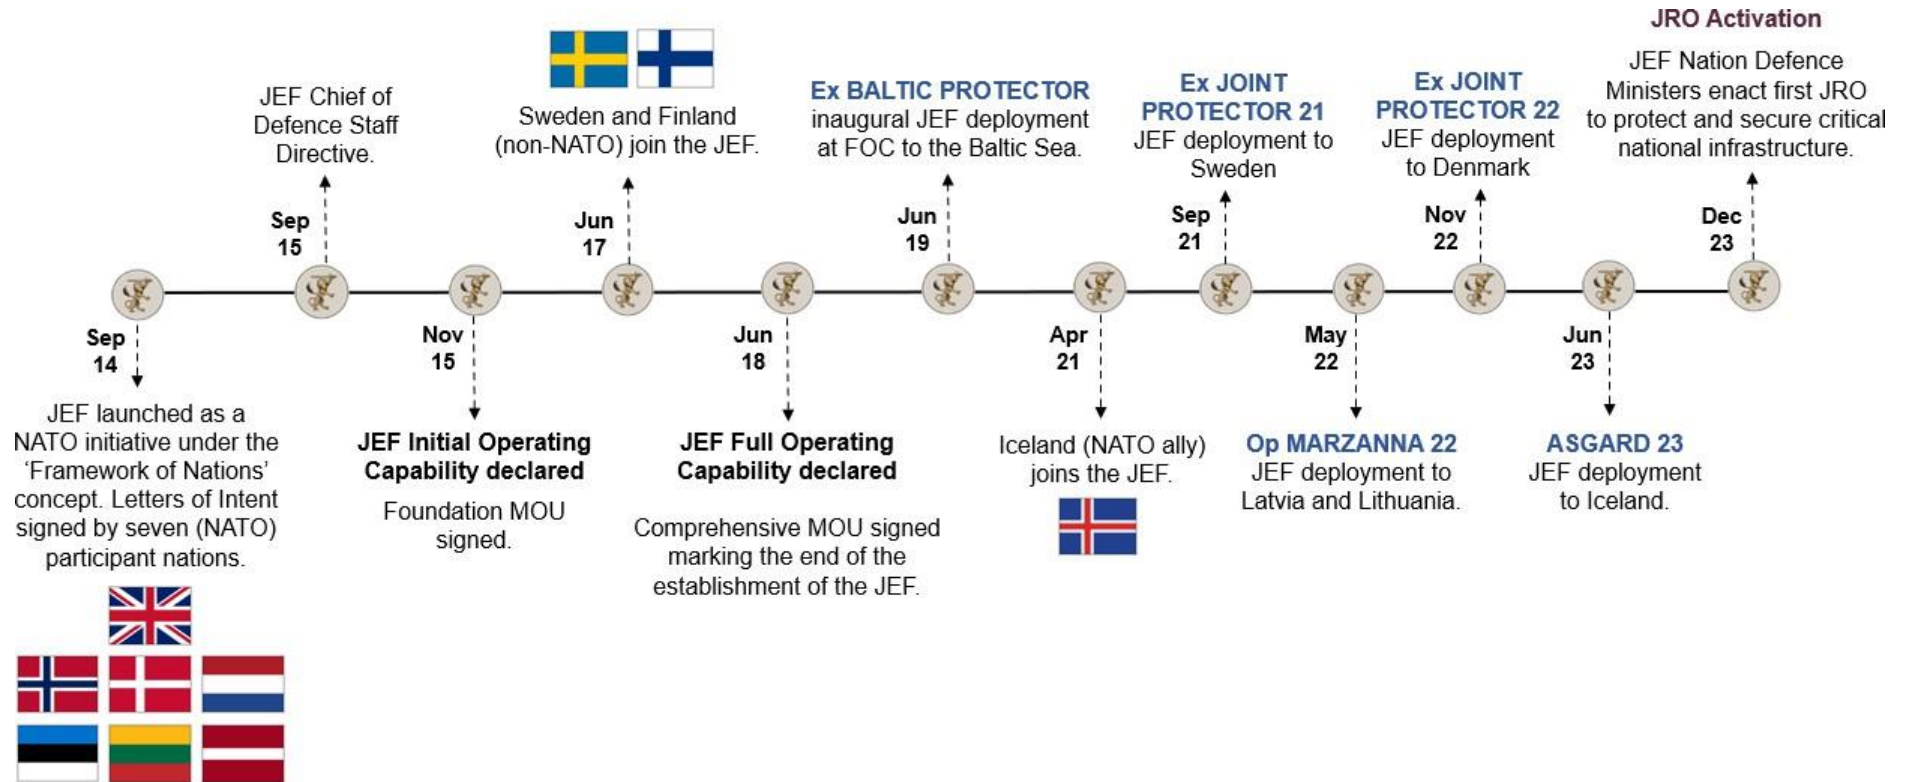 Sep
14
JEF launched as a
NATO initiative under the
‘Framework of Nations’
concept. Letters of Intent
signed by seven (NATO)
participant nations.
JEF Chief of
Defence Staff
Directive.
Sep
15
Nov
15
JEF Initial Operating
Capability declared
Foundation MOU
signed.
Sweden and Finland
(non-NATO) join the JEF.
Jun
17
Jun
18
JEF Full Operating
Capability declared
Comprehensive MOU signed
marking the end of the
establishment of the JEF.
Ex BALTIC PROTECTOR
inaugural JEF deployment
at FOC to the Baltic Sea.
Jun
19
Apr
21
Iceland (NATO ally)
joins the JEF.
Ex JOINT
PROTECTOR 21
JEF deployment to
Sweden
Sep
21
May
22
Op MARZANNA 22
JEF deployment to
Latvia and Lithuania.
Ex JOINT
PROTECTOR 22
JEF deployment
to Denmark
Nov
22
Jun
23
ASGARD 23
JEF deployment
to Iceland.
JRO Activation
JEF Nation Defence
Ministers enact first JRO
to protect and secure critical
national infrastructure.
Dec
23